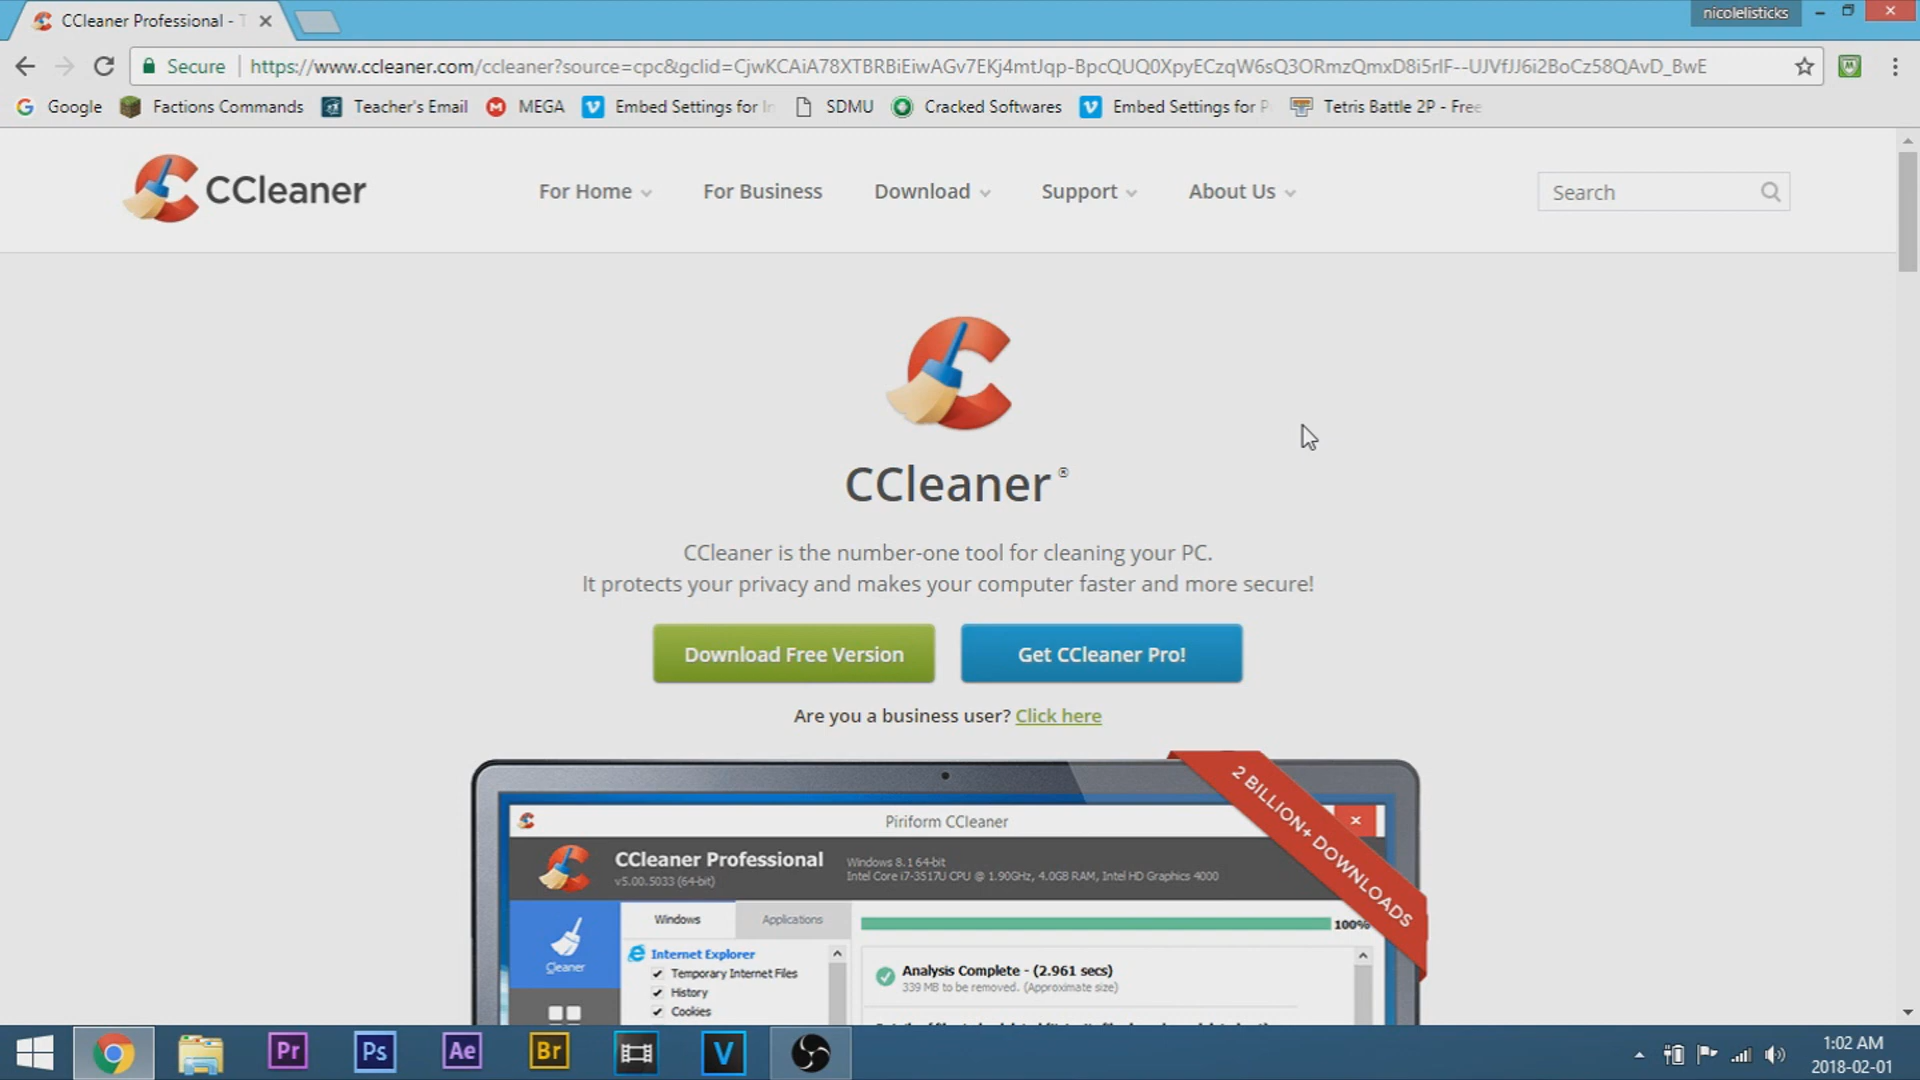 CCleaner Professional - T
nicolelisticks
Secure
https://www.ccleaner.com/ccleaner?source=cpc&gclid=CjwKCAiA78XTBRBiEiwAGv7EKj4mtJqp-BpcQUQ0XpyECzqW6sQ3ORmzQmxD8i5rlF--UJVfJJ6i2BoCz58QAvD_BwE
Google Factions Commands Teacher's Email MEGA Embed Settings for SDMU Cracked Softwares Embed Settings for Tetris Battle 2P - Free
CCleaner For Home For Business Download Support About Us Search
CCleaner®
CCleaner is the number-one tool for cleaning your PC.
It protects your privacy and makes your computer faster and more secure!
Download Free Version Get CCleaner Pro!
Are you a business user? Click here
2 BILLION+ DOWNLOADS
Piriform CCleaner
CCleaner Professional
v5.00.5033 (64-bit)
Windows 8.1 64-bit
Intel Core i7-3517U CPU @ 1.90GHz, 4.0GB RAM, Intel HD Graphics 4000
Cleaner
Windows Applications
100%
Internet Explorer
Temporary Internet Files
History
Cookies
Analysis Complete - (2.961 secs)
339 MB to be removed. (Approximate size)
Pr Ps Ae Br V
1:02 AM
2018-02-01